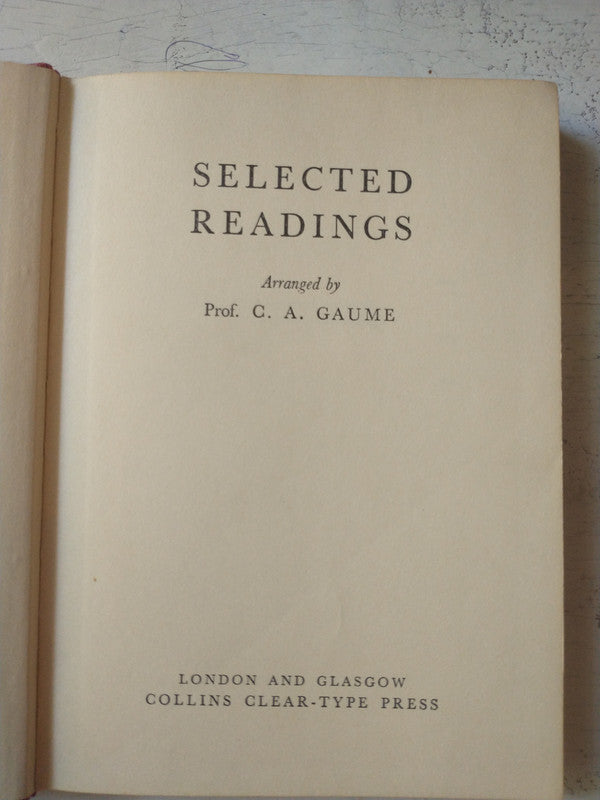 SELECTED
READINGS
Arranged by
Prof. C. A. GAUME
LONDON AND GLASGOW
COLLINS CLEAR-TYPE PRESS